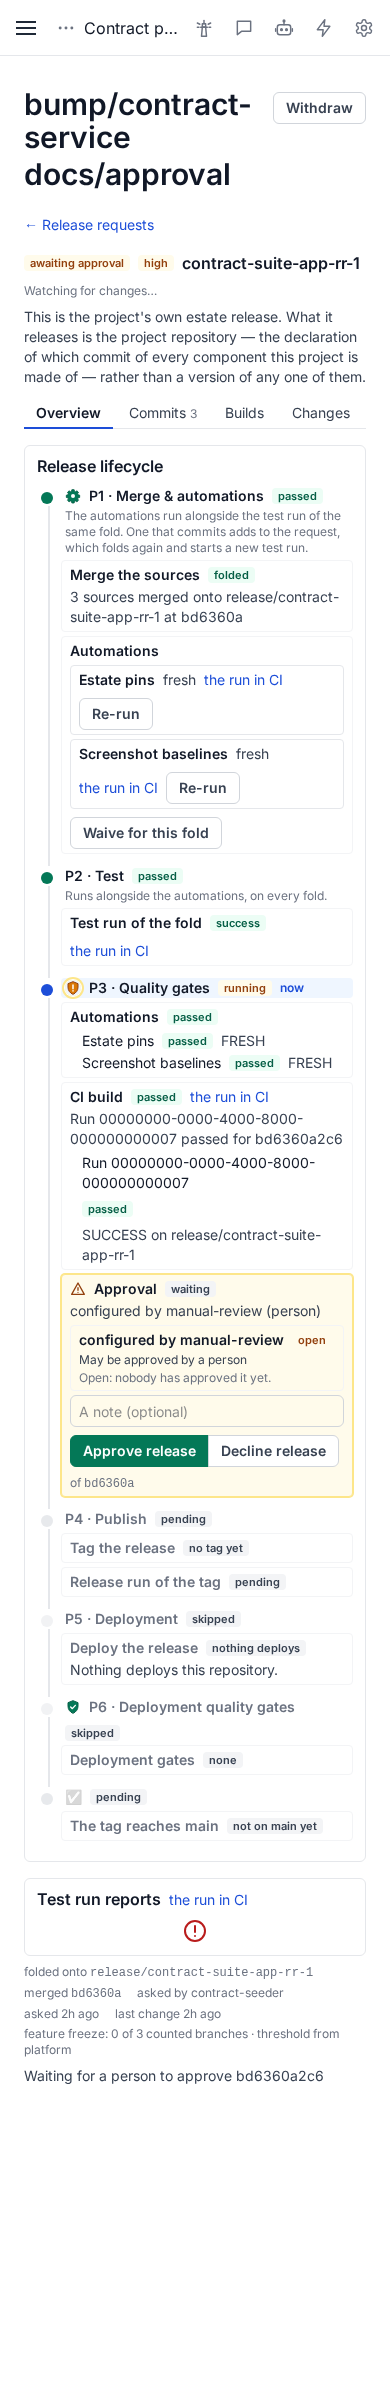 Contract p...
bump/contract-
service
docs/approval
Withdraw
← Release requests
awaiting approval high contract-suite-app-rr-1
Watching for changes...
This is the project's own estate release. What it
releases is the project repository — the declaration
of which commit of every component this project is
made of — rather than a version of any one of them.
Overview Commits 3 Builds Changes
Release lifecycle
P1 · Merge & automations passed
The automations run alongside the test run of the
same fold. One that commits adds to the request,
which folds again and starts a new test run.
Merge the sources folded
3 sources merged onto release/contract-
suite-app-rr-1 at bd6360a
Automations
Estate pins fresh the run in CI
Re-run
Screenshot baselines fresh
the run in CI Re-run
Waive for this fold
P2 · Test passed
Runs alongside the automations, on every fold.
Test run of the fold success
the run in CI
P3 · Quality gates running now
Automations passed
Estate pins passed FRESH
Screenshot baselines passed FRESH
CI build passed the run in CI
Run 00000000-0000-4000-8000-
000000000007 passed for bd6360a2c6
Run 00000000-0000-4000-8000-
000000000007
passed
SUCCESS on release/contract-suite-
app-rr-1
Approval waiting
configured by manual-review (person)
configured by manual-review open
May be approved by a person
Open: nobody has approved it yet.
A note (optional)
Approve release Decline release
of bd6360a
P4 · Publish pending
Tag the release no tag yet
Release run of the tag pending
P5 · Deployment skipped
Deploy the release nothing deploys
Nothing deploys this repository.
P6 · Deployment quality gates
skipped
Deployment gates none
pending
The tag reaches main not on main yet
Test run reports the run in CI
folded onto release/contract-suite-app-rr-1
merged bd6360a asked by contract-seeder
asked 2h ago last change 2h ago
feature freeze: 0 of 3 counted branches · threshold from
platform
Waiting for a person to approve bd6360a2c6